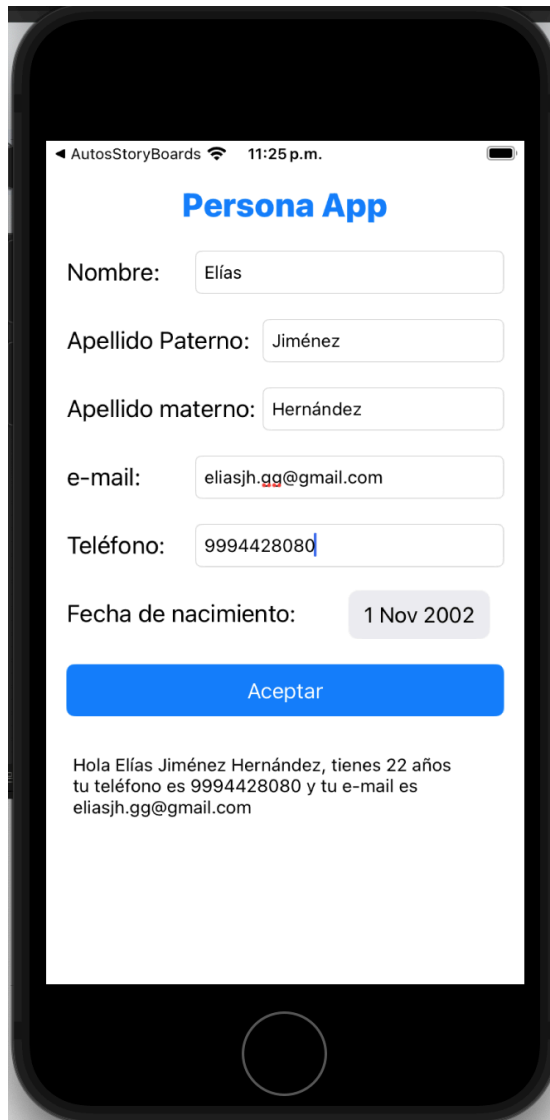 ◀ AutosStoryBoards 11:25 p.m.
Persona App
Nombre: Elías
Apellido Paterno: Jiménez
Apellido materno: Hernández
e-mail: eliasjh.gg@gmail.com
Teléfono: 9994428080
Fecha de nacimiento: 1 Nov 2002
Aceptar
Hola Elías Jiménez Hernández, tienes 22 años
tu teléfono es 9994428080 y tu e-mail es
eliasjh.gg@gmail.com